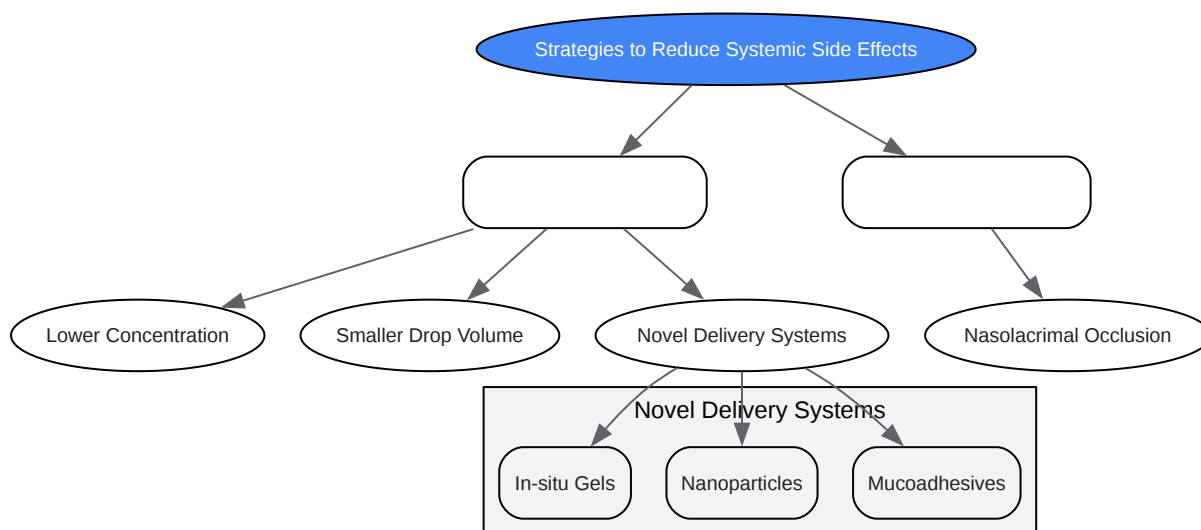 Strategies to Reduce Systemic Side Effects
Lower Concentration
Smaller Drop Volume
Novel Delivery Systems
Nasolacrimal Occlusion
Novel Delivery Systems
In-situ Gels
Nanoparticles
Mucoadhesives